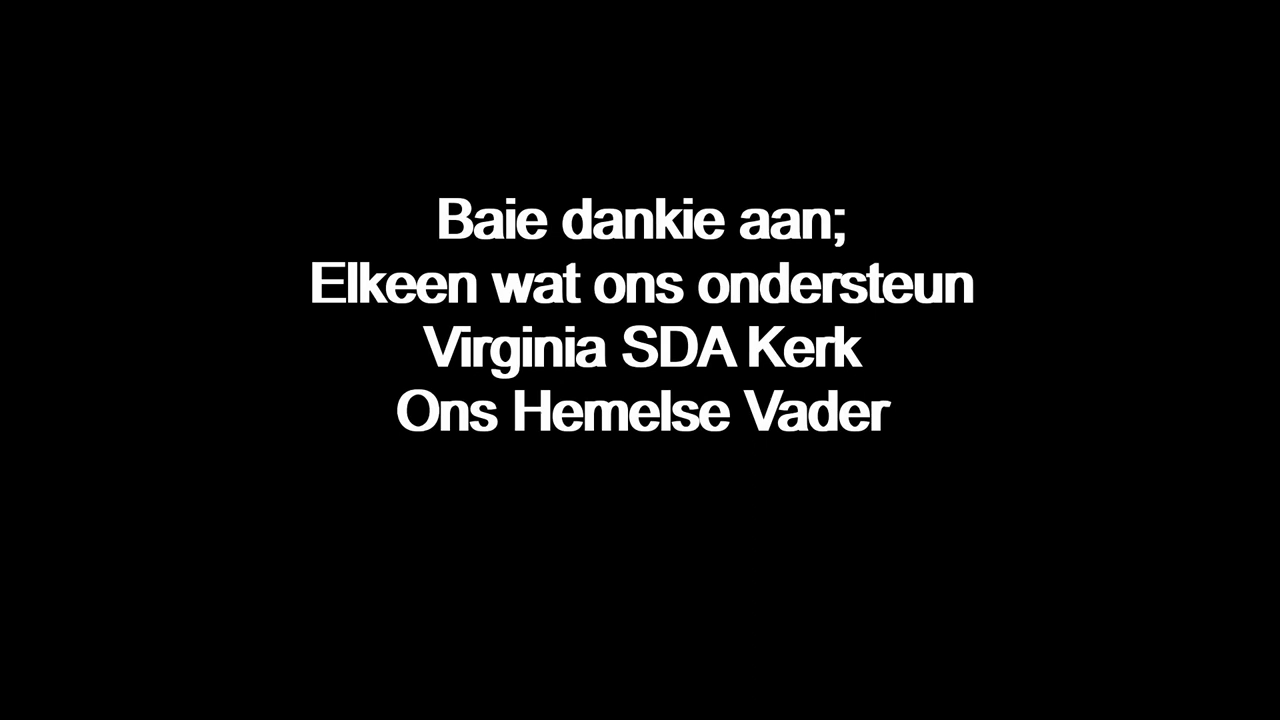 Baie dankie aan;
Elkeen wat ons ondersteun
Virginia SDA Kerk
Ons Hemelse Vader